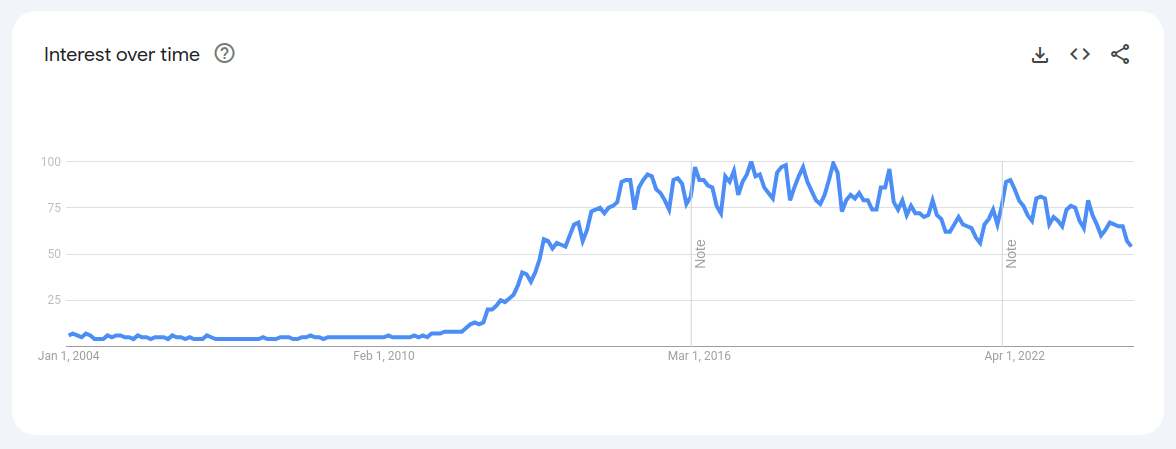 Interest over time
100
75
50
25
Note
Note
Jan 1, 2004
Feb 1, 2010
Mar 1, 2016
Apr 1, 2022